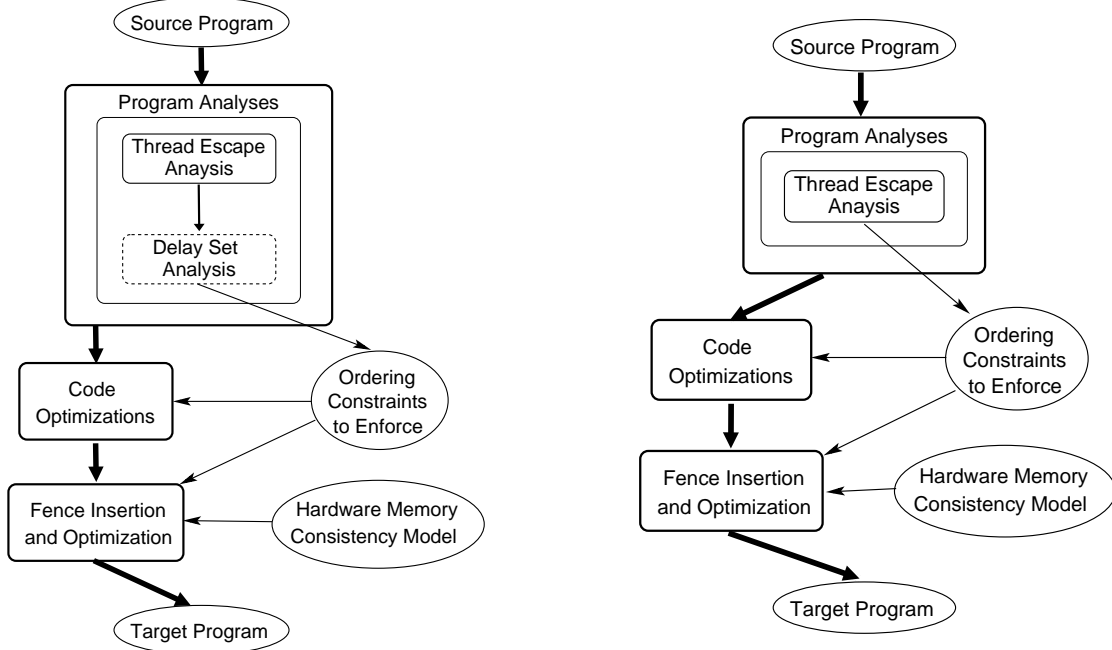 Source Program
Program Analyses
Thread Escape
Anaysis
Delay Set
Analysis
Code
Optimizations
Ordering
Constraints
to Enforce
Fence Insertion
and Optimization
Hardware Memory
Consistency Model
Target Program
Source Program
Program Analyses
Thread Escape
Anaysis
Code
Optimizations
Ordering
Constraints
to Enforce
Fence Insertion
and Optimization
Hardware Memory
Consistency Model
Target Program